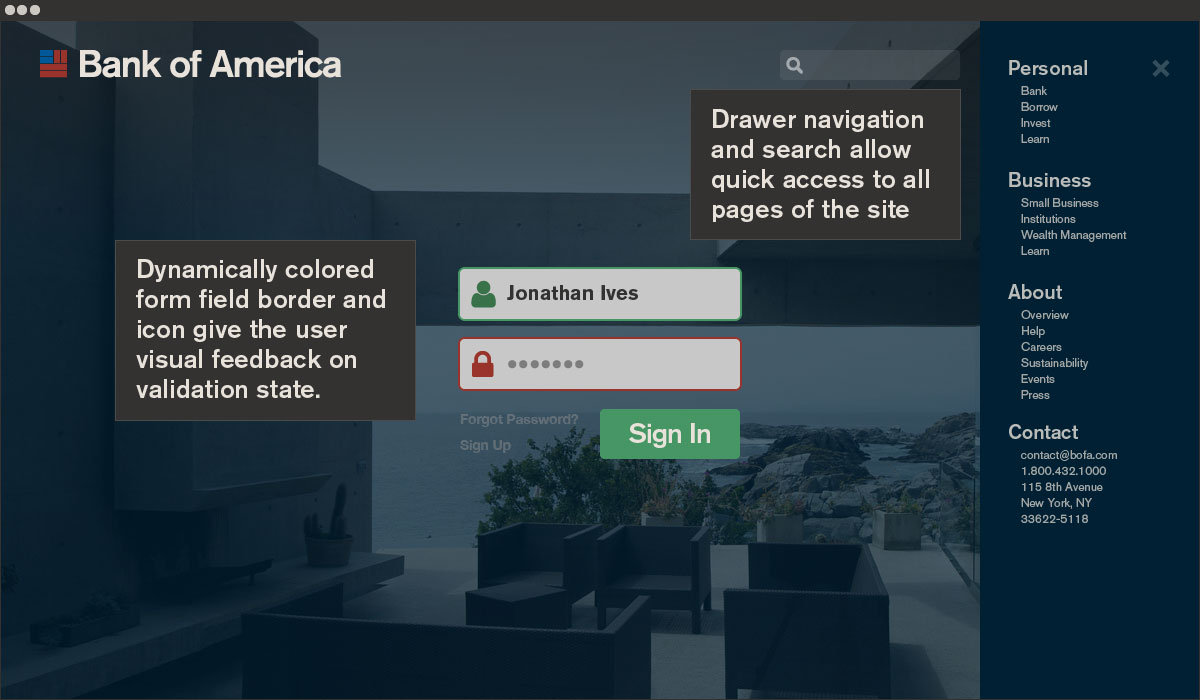 Bank of America
Drawer navigation
and search allow
quick access to all
pages of the site
Dynamically colored
form field border and
icon give the user
visual feedback on
validation state.
Jonathan Ives
Forgot Password?
Sign Up
Sign In
Personal
Bank
Borrow
Invest
Learn
Business
Small Business
Institutions
Wealth Management
Learn
About
Overview
Help
Careers
Sustainability
Events
Press
Contact
contact@bofa.com
1.800.432.1000
115 8th Avenue
New York, NY
33622-5118